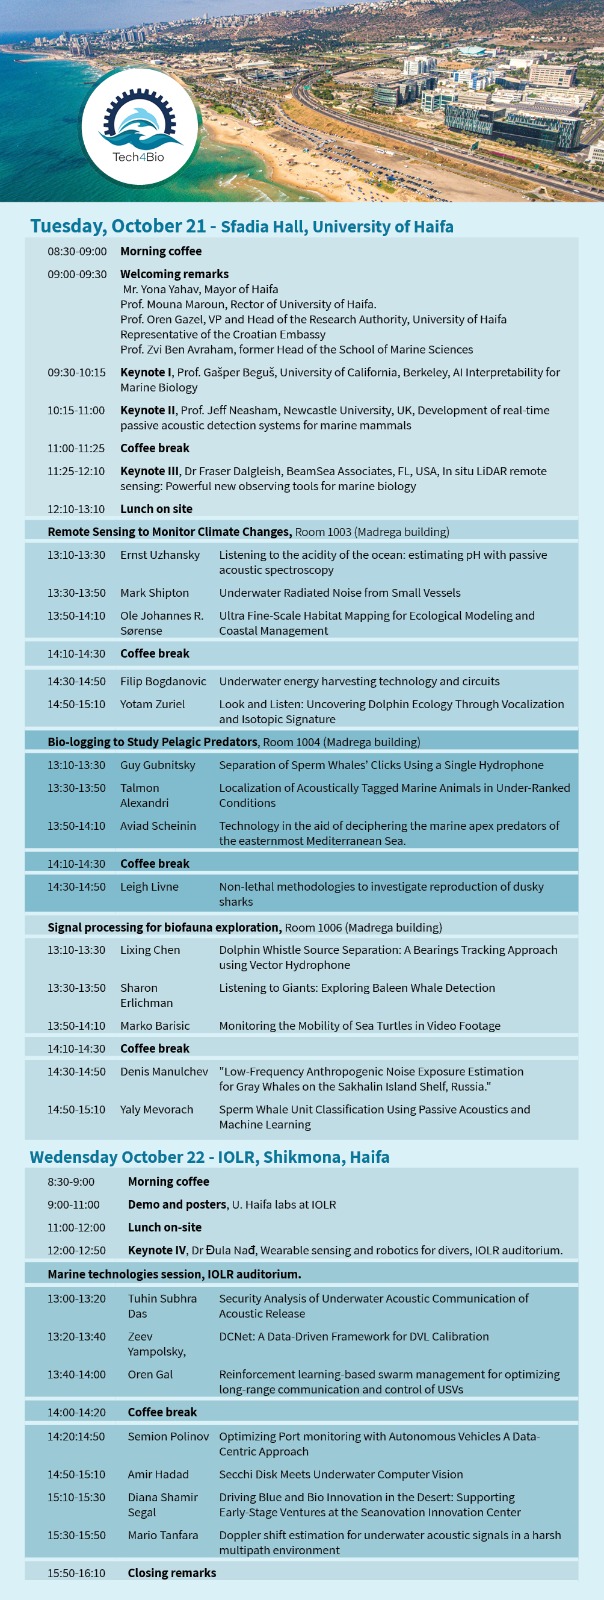 Tech4Bio
Tuesday, October 21 - Sfadia Hall, University of Haifa
08:30-09:00 Morning coffee
09:00-09:30 Welcoming remarks
Mr. Yona Yahav, Mayor of Haifa
Prof. Mouna Maroun, Rector of University of Haifa.
Prof. Oren Gazel, VP and Head of the Research Authority, University of Haifa
Representative of the Croatian Embassy
Prof. Zvi Ben Avraham, former Head of the School of Marine Sciences
09:30-10:15 Keynote I, Prof. Gašper Beguš, University of California, Berkeley, AI Interpretability for
Marine Biology
10:15-11:00 Keynote II, Prof. Jeff Neasham, Newcastle University, UK, Development of real-time
passive acoustic detection systems for marine mammals
11:00-11:25 Coffee break
11:25-12:10 Keynote III, Dr Fraser Dalgleish, BeamSea Associates, FL, USA, In situ LiDAR remote
sensing: Powerful new observing tools for marine biology
12:10-13:10 Lunch on site
Remote Sensing to Monitor Climate Changes, Room 1003 (Madrega building)
13:10-13:30 Ernst Uzhansky Listening to the acidity of the ocean: estimating pH with passive
acoustic spectroscopy
13:30-13:50 Mark Shipton Underwater Radiated Noise from Small Vessels
13:50-14:10 Ole Johannes R. Ultra Fine-Scale Habitat Mapping for Ecological Modeling and
Sørense Coastal Management
14:10-14:30 Coffee break
14:30-14:50 Filip Bogdanovic Underwater energy harvesting technology and circuits
14:50-15:10 Yotam Zuriel Look and Listen: Uncovering Dolphin Ecology Through Vocalization
and Isotopic Signature
Bio-logging to Study Pelagic Predators, Room 1004 (Madrega building)
13:10-13:30 Guy Gubnitsky Separation of Sperm Whales' Clicks Using a Single Hydrophone
13:30-13:50 Talmon Localization of Acoustically Tagged Marine Animals in Under-Ranked
Alexandri Conditions
13:50-14:10 Aviad Scheinin Technology in the aid of deciphering the marine apex predators of
the easternmost Mediterranean Sea.
14:10-14:30 Coffee break
14:30-14:50 Leigh Livne Non-lethal methodologies to investigate reproduction of dusky
sharks
Signal processing for biofauna exploration, Room 1006 (Madrega building)
13:10-13:30 Lixing Chen Dolphin Whistle Source Separation: A Bearings Tracking Approach
using Vector Hydrophone
13:30-13:50 Sharon Listening to Giants: Exploring Baleen Whale Detection
Erlichman
13:50-14:10 Marko Barisic Monitoring the Mobility of Sea Turtles in Video Footage
14:10-14:30 Coffee break
14:30-14:50 Denis Manulchev "Low-Frequency Anthropogenic Noise Exposure Estimation
for Gray Whales on the Sakhalin Island Shelf, Russia."
14:50-15:10 Yaly Mevorach Sperm Whale Unit Classification Using Passive Acoustics and
Machine Learning
Wedensday October 22 - IOLR, Shikmona, Haifa
8:30-9:00 Morning coffee
9:00-11:00 Demo and posters, U. Haifa labs at IOLR
11:00-12:00 Lunch on-site
12:00-12:50 Keynote IV, Dr Đula Nađ, Wearable sensing and robotics for divers, IOLR auditorium.
Marine technologies session, IOLR auditorium.
13:00-13:20 Tuhin Subhra Security Analysis of Underwater Acoustic Communication of
Das Acoustic Release
13:20-13:40 Zeev DCNet: A Data-Driven Framework for DVL Calibration
Yampolsky,
13:40-14:00 Oren Gal Reinforcement learning-based swarm management for optimizing
long-range communication and control of USVs
14:00-14:20 Coffee break
14:20:14:50 Semion Polinov Optimizing Port monitoring with Autonomous Vehicles A Data-
Centric Approach
14:50-15:10 Amir Hadad Secchi Disk Meets Underwater Computer Vision
15:10-15:30 Diana Shamir Driving Blue and Bio Innovation in the Desert: Supporting
Segal Early-Stage Ventures at the Seanovation Innovation Center
15:30-15:50 Mario Tanfara Doppler shift estimation for underwater acoustic signals in a harsh
multipath environment
15:50-16:10 Closing remarks